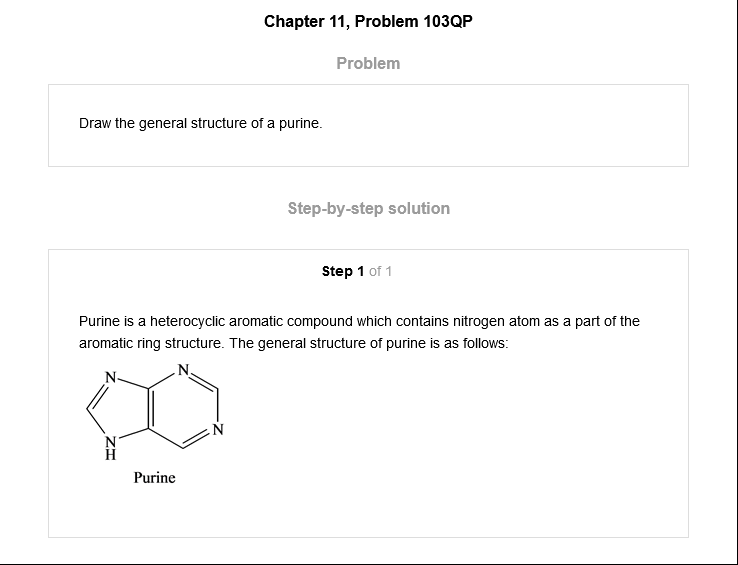 Chapter 11, Problem 103QP
Problem
Draw the general structure of a purine.
Step-by-step solution
Step 1 of 1
Purine is a heterocyclic aromatic compound which contains nitrogen atom as a part of the
aromatic ring structure. The general structure of purine is as follows:
N
N
N
N
H
Purine